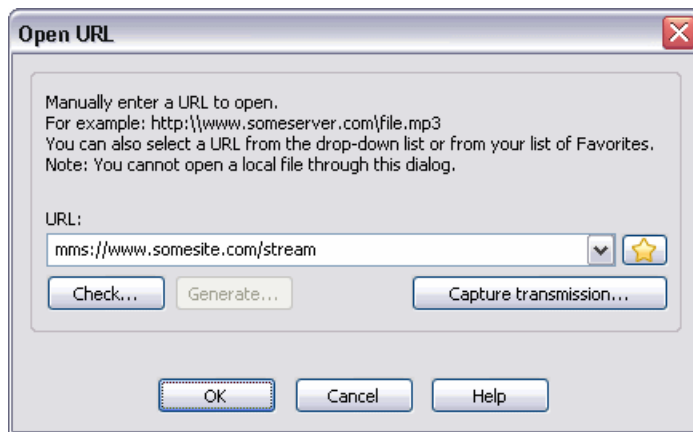 Open URL
Manually enter a URL to open.
For example: http:\\www.someserver.com\file.mp3
You can also select a URL from the drop-down list or from your list of Favorites.
Note: You cannot open a local file through this dialog.
URL:
mms://www.somesite.com/stream
Check... Generate... Capture transmission...
OK Cancel Help